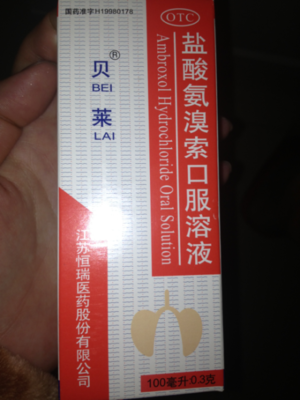 国药准字H19980178
OTC
贝®
BEI
莱
LAI
盐酸氨溴索口服溶液
Ambroxol Hydrochloride Oral Solution
江苏恒瑞医药股份有限公司
100毫升:0.3克